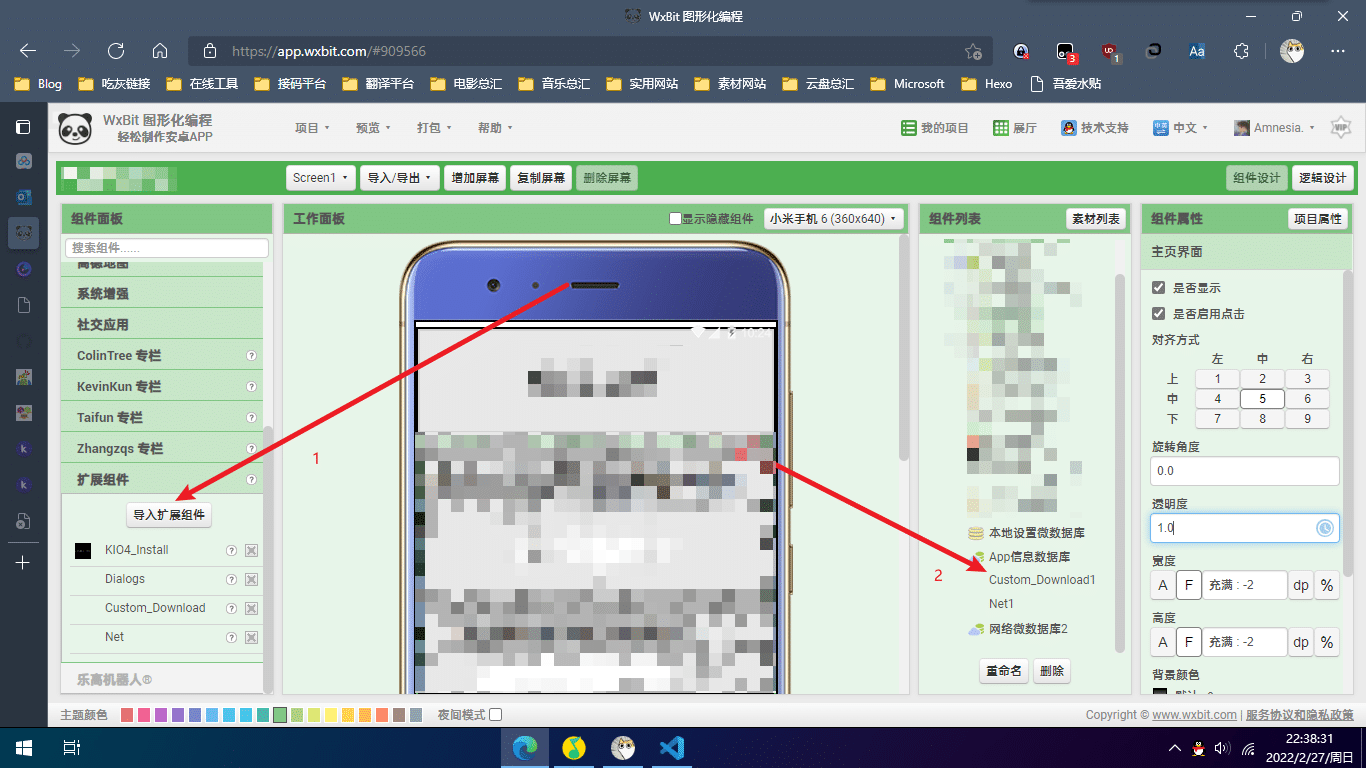 WxBit 图形化编程
https://app.wxbit.com/#909566
3
1
Blog 吃灰链接 在线工具 接码平台 翻译平台 电影总汇 音乐总汇 实用网站 素材网站 云盘总汇 Microsoft Hexo 吾爱水贴
WxBit 图形化编程
轻松制作安卓APP
项目 预览 打包 帮助 我的项目 展厅 技术支持 中文 Amnesia. VIP
Screen1 导入/导出 增加屏幕 复制屏幕 删除屏幕 组件设计 逻辑设计
组件面板
搜索组件......
高德地图
系统增强
社交应用
ColinTree 专栏 ?
KevinKun 专栏 ?
Taifun 专栏 ?
Zhangzqs 专栏 ?
扩展组件 ?
导入扩展组件
KIO4_Install ?
Dialogs ?
Custom_Download ?
Net ?
乐高机器人®
工作面板 显示隐藏组件 小米手机 6 (360x640)
1
2
组件列表 素材列表
本地设置微数据库
App信息数据库
Custom_Download1
Net1
网络微数据库2
重命名 删除
组件属性 项目属性
主页界面
是否显示
是否启用点击
对齐方式
左 中 右
上 1 2 3
中 4 5 6
下 7 8 9
旋转角度
0.0
透明度
1.0
宽度
A F 充满 : -2 dp %
高度
A F 充满 : -2 dp %
背景颜色
主题颜色 夜间模式 Copyright © www.wxbit.com | 服务协议和隐私政策
22:38:31
2022/2/27/周日